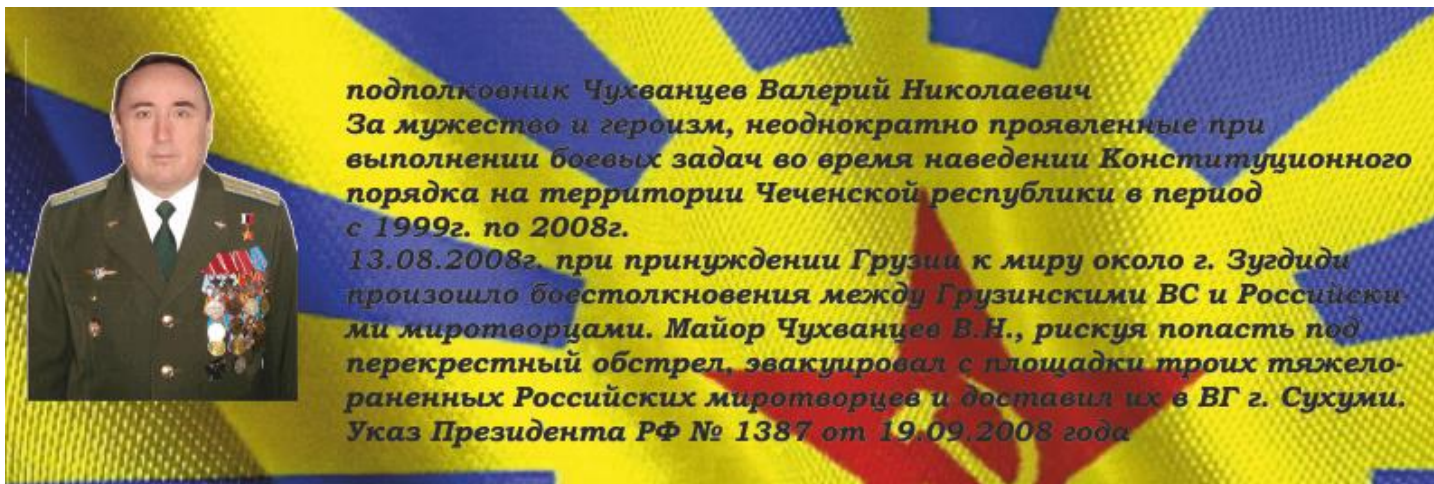 подполковник Чухванцев Валерий Николаевич
За мужество и героизм, неоднократно проявленные при
выполнении боевых задач во время наведении Конституционного
порядка на территории Чеченской республики в период
с 1999г. по 2008г.
13.08.2008г. при принуждении Грузии к миру около г. Зугдиди
произошло боестолкновения между Грузинскими ВС и Российски-
ми миротворцами. Майор Чухванцев В.Н., рискуя попасть под
перекрестный обстрел, эвакуировал с площадки троих тяжело-
раненных Российских миротворцев и доставил их в ВГ г. Сухуми.
Указ Президента РФ № 1387 от 19.09.2008 года